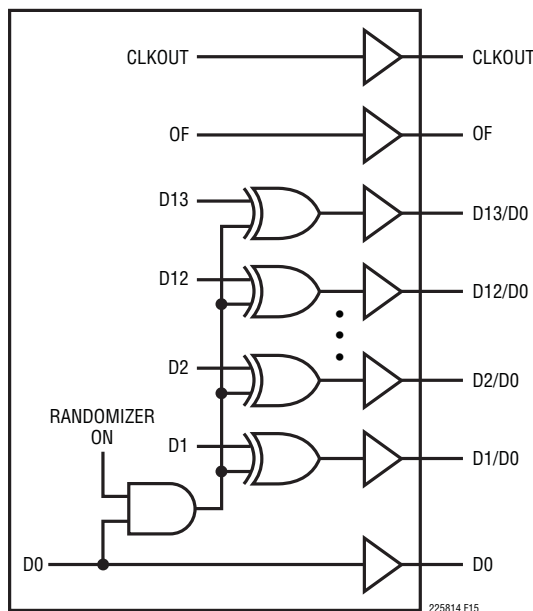 CLKOUT CLKOUT
OF OF
D13 D13/D0
D12 D12/D0
D2 D2/D0
RANDOMIZER
ON
D1 D1/D0
D0 D0
225814 F15